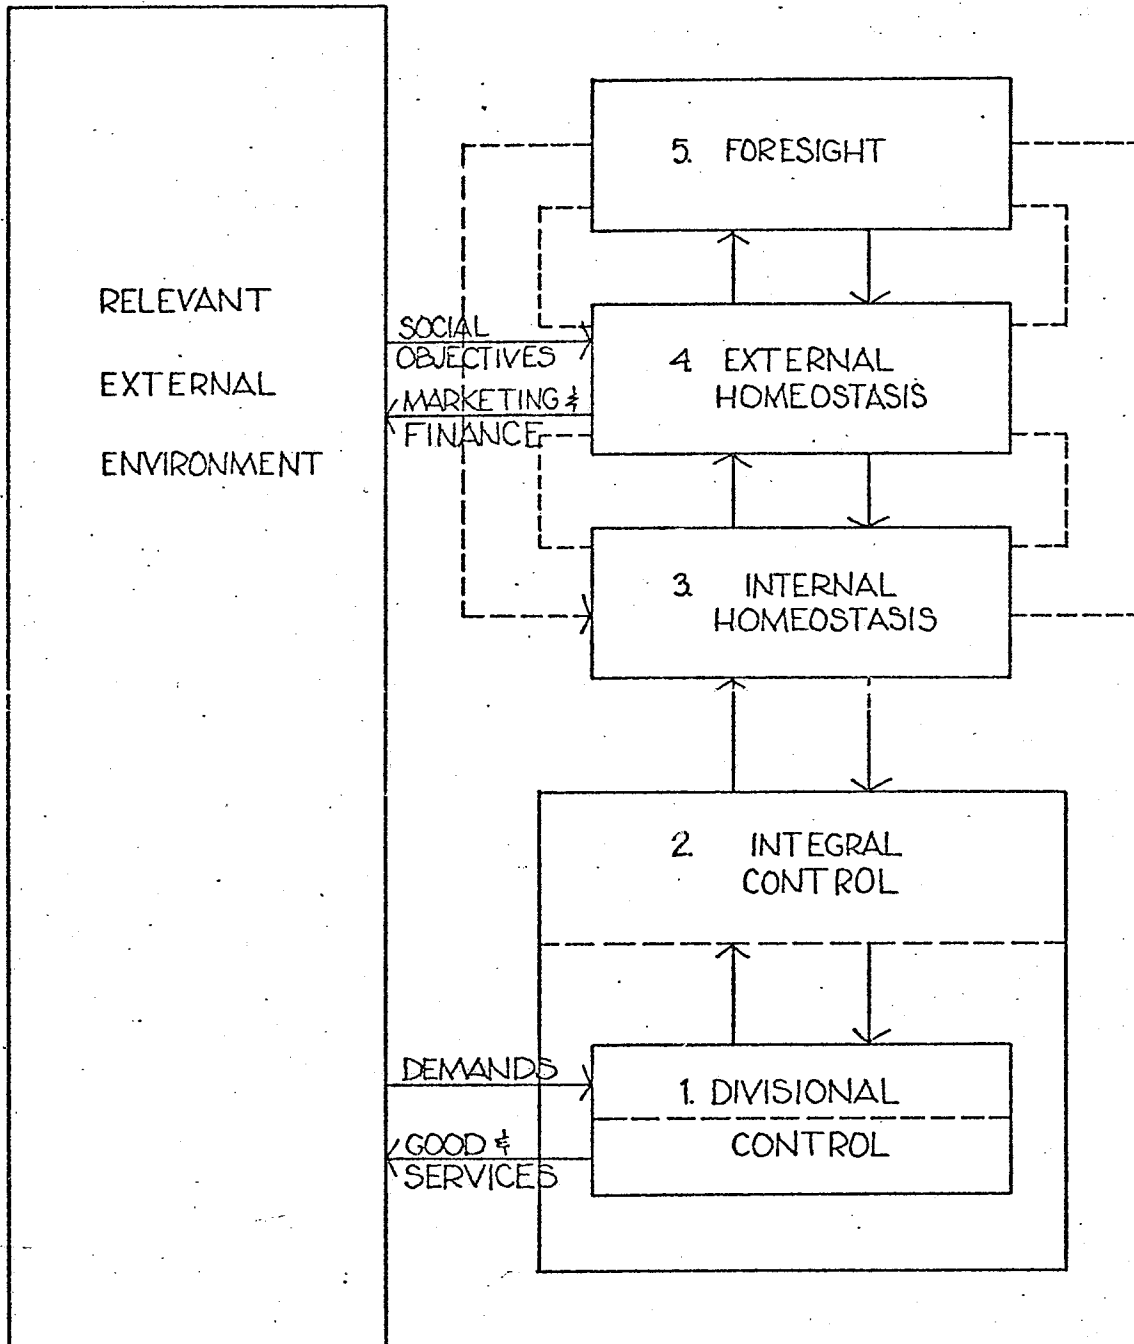 5. FORESIGHT
RELEVANT
EXTERNAL
ENVIRONMENT
SOCIAL
OBJECTIVES
MARKETING &
FINANCE
4. EXTERNAL
HOMEOSTASIS
3. INTERNAL
HOMEOSTASIS
2. INTEGRAL
CONTROL
DEMANDS
GOOD &
SERVICES
1. DIVISIONAL
CONTROL